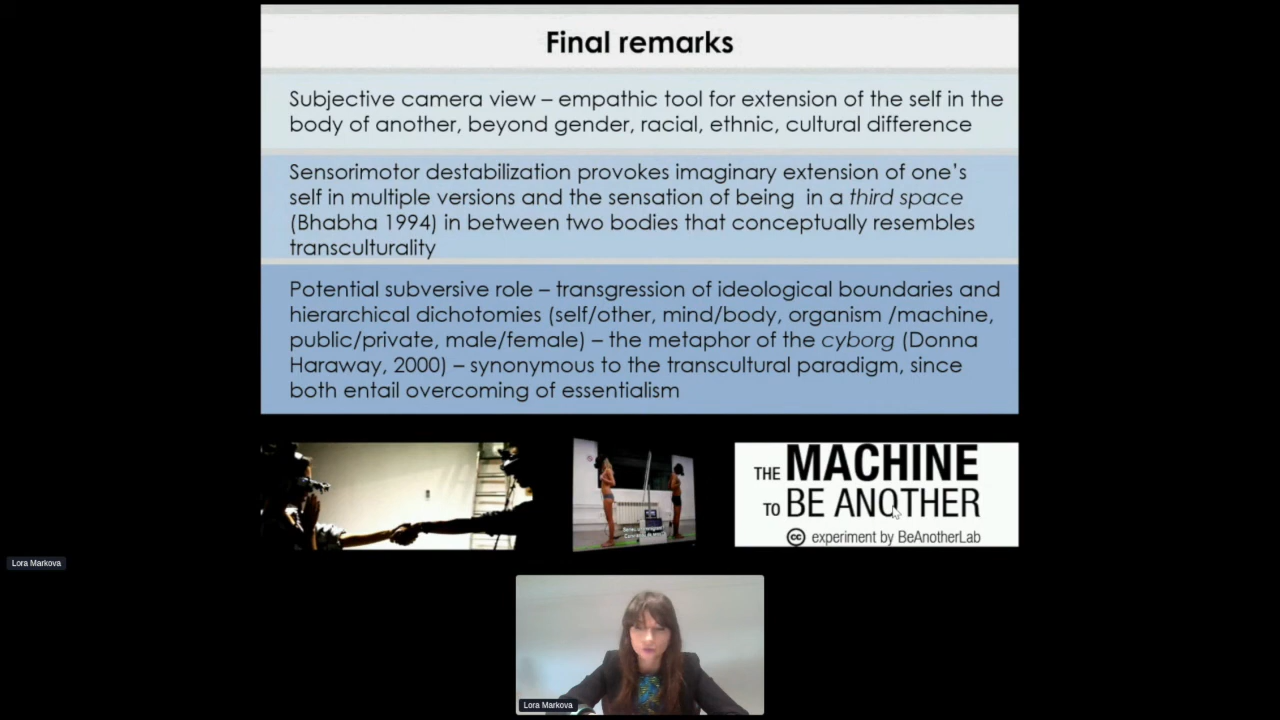 Final remarks
Subjective camera view – empathic tool for extension of the self in the
body of another, beyond gender, racial, ethnic, cultural difference
Sensorimotor destabilization provokes imaginary extension of one’s
self in multiple versions and the sensation of being in a third space
(Bhabha 1994) in between two bodies that conceptually resembles
transculturality
Potential subversive role – transgression of ideological boundaries and
hierarchical dichotomies (self/other, mind/body, organism /machine,
public/private, male/female) – the metaphor of the cyborg (Donna
Haraway, 2000) – synonymous to the transcultural paradigm, since
both entail overcoming of essentialism
THE MACHINE
TO BE ANOTHER
cc experiment by BeAnotherLab
Lora Markova
Lora Markova